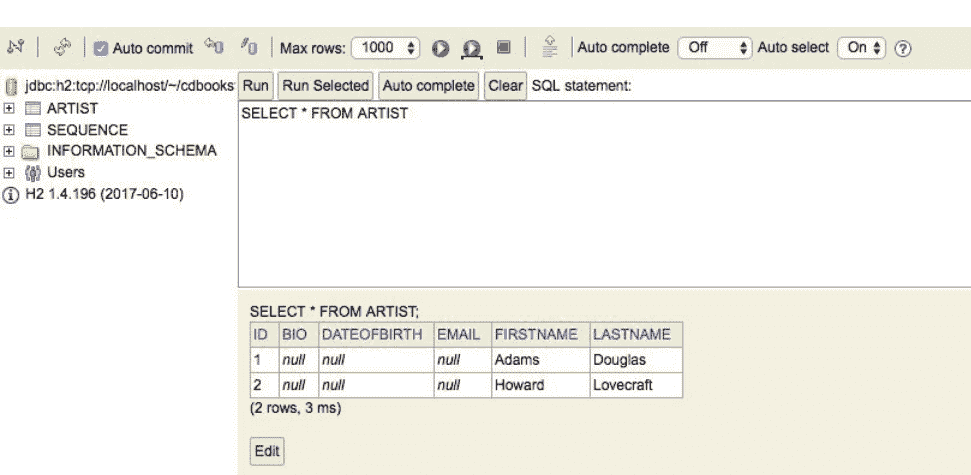 Auto commit Max rows: 1000 Auto complete Off Auto select On ?
jdbc:h2:tcp://localhost/~/cdbooks
ARTIST
SEQUENCE
INFORMATION_SCHEMA
Users
H2 1.4.196 (2017-06-10)
Run Run Selected Auto complete Clear SQL statement:
SELECT * FROM ARTIST
SELECT * FROM ARTIST;
ID BIO DATEOFBIRTH EMAIL FIRSTNAME LASTNAME
1 null null null Adams Douglas
2 null null null Howard Lovecraft
(2 rows, 3 ms)
Edit